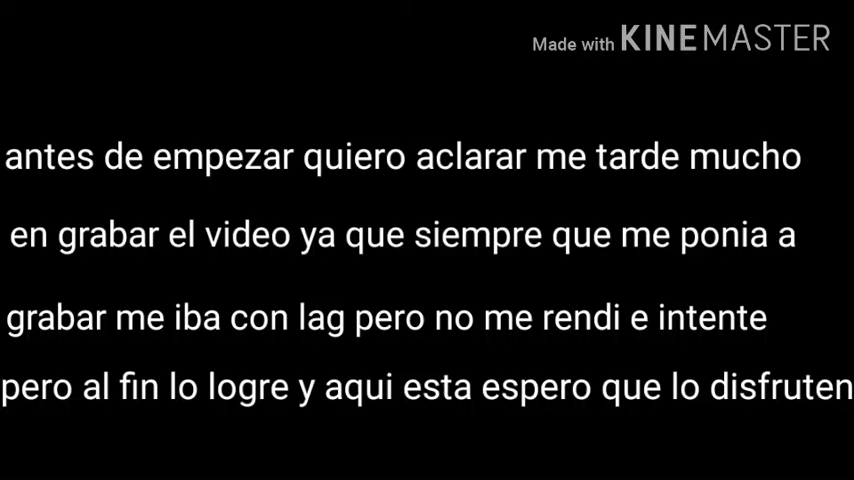 Made with KINEMASTER
antes de empezar quiero aclarar me tarde mucho
en grabar el video ya que siempre que me ponia a
grabar me iba con lag pero no me rendi e intente
pero al fin lo logre y aqui esta espero que lo disfruten